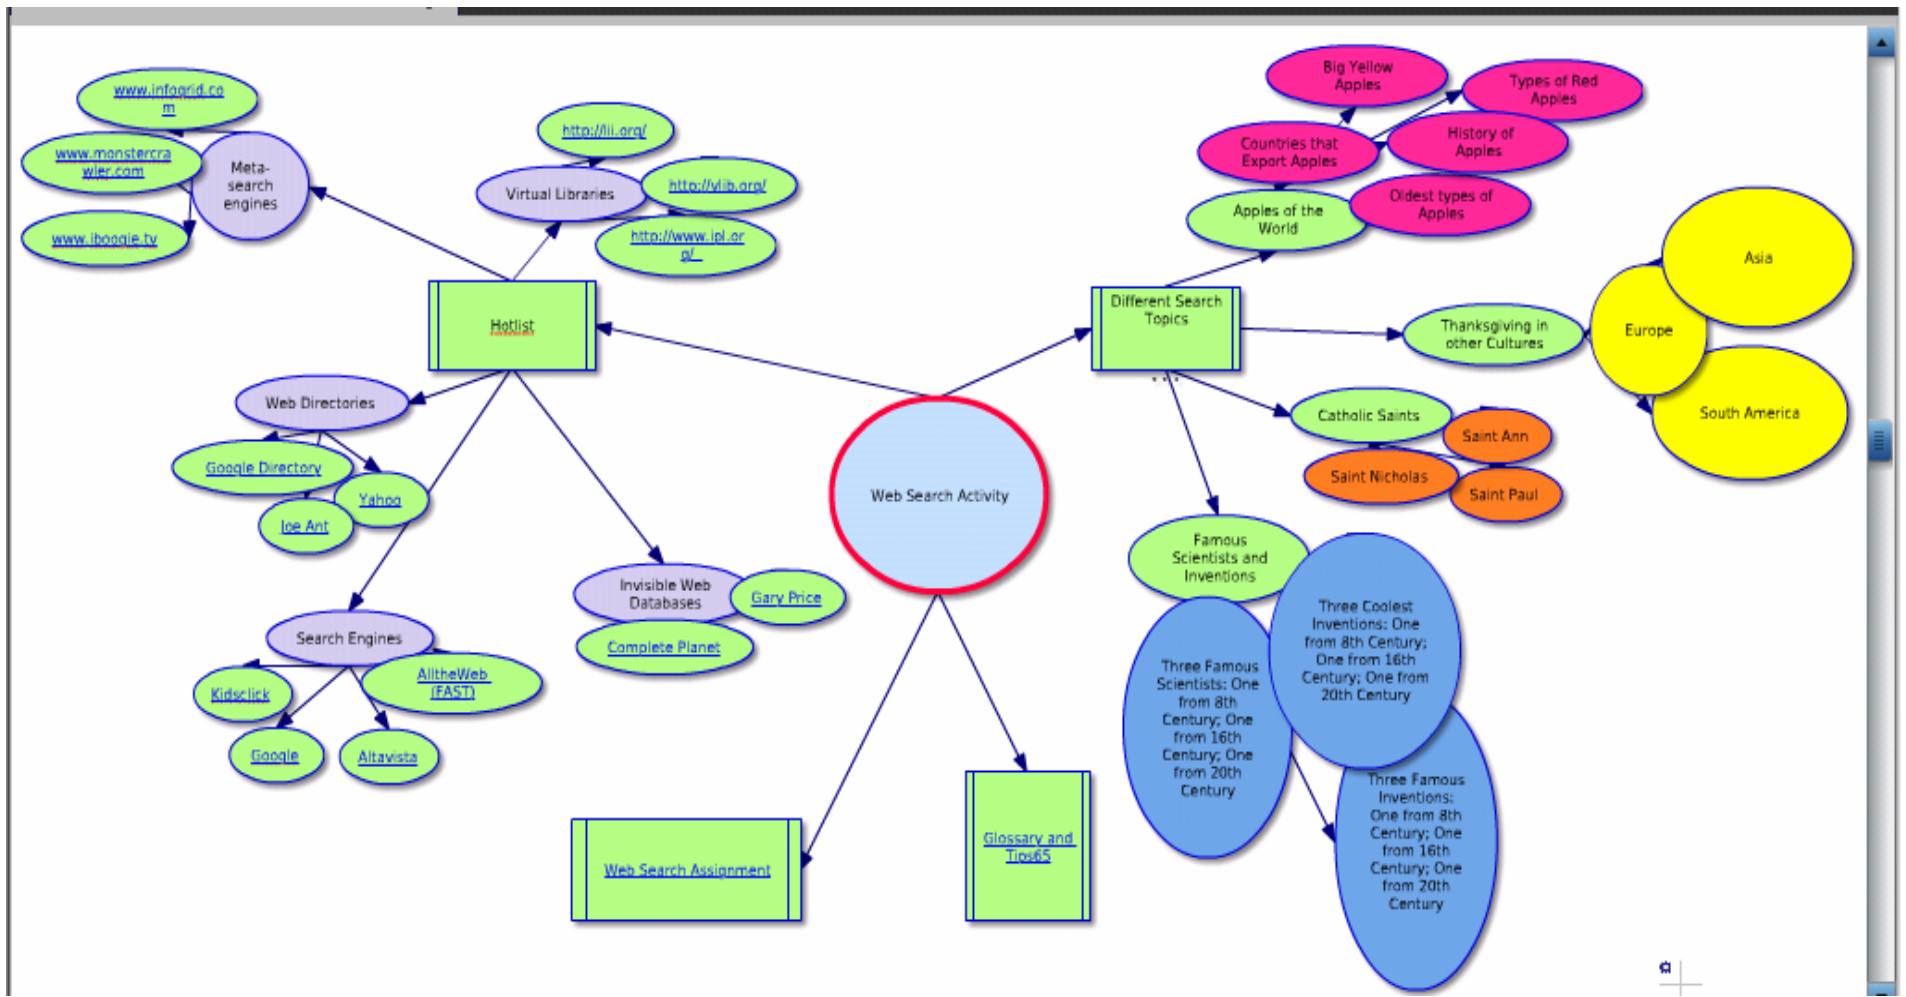 www.infogrid.co
m
www.monstercra
wler.com
www.iboogie.tv
Meta-
search
engines
http://lii.org/
Virtual Libraries
http://vlib.org/
http://www.ipl.or
g/
Hotlist
Web Directories
Google Directory
Yahoo
Joe Ant
Search Engines
Kidsclick
Google
Altavista
AlltheWeb
(FAST)
Invisible Web
Databases
Gary Price
Complete Planet
Web Search Activity
Web Search Assignment
Glossary and
Tips65
Different Search
Topics
Big Yellow
Apples
Types of Red
Apples
Countries that
Export Apples
History of
Apples
Apples of the
World
Oldest types of
Apples
Thanksgiving in
other Cultures
Europe
Asia
South America
Catholic Saints
Saint Ann
Saint Nicholas
Saint Paul
Famous
Scientists and
Inventions
Three Famous
Scientists: One
from 8th
Century; One
from 16th
Century; One
from 20th
Century
Three Coolest
Inventions: One
from 8th Century;
One from 16th
Century; One from
20th Century
Three Famous
Inventions:
One from 8th
Century; One
from 16th
Century; One
from 20th
Century